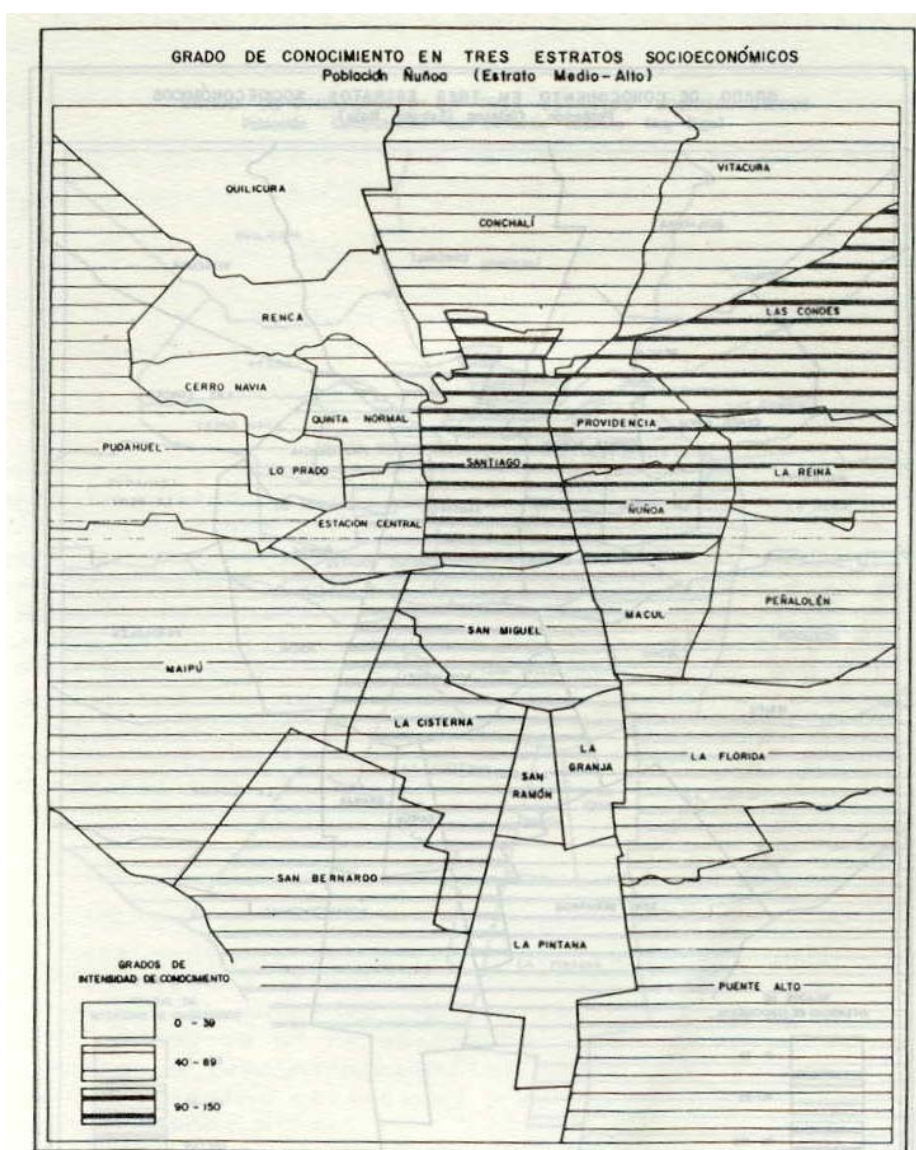 GRADO DE CONOCIMIENTO EN TRES ESTRATOS SOCIOECONÓMICOS
Población Ñuñoa (Estrato Medio-Alto)
VITACURA
QUILICURA
CONCHALÍ
LAS CONDES
RENCA
CERRO NAVIA
QUINTA NORMAL
PROVIDENCIA
PUDAHUEL
SANTIAGO
LO PRADO
LA REINA
ÑUÑOA
ESTACION CENTRAL
PEÑALOLÉN
MACUL
SAN MIGUEL
MAIPÚ
LA CISTERNA
LA
GRANJA
LA FLORIDA
SAN
RAMÓN
SAN BERNARDO
LA PINTANA
PUENTE ALTO
GRADOS DE
INTENSIDAD DE CONOCIMIENTO
0 - 39
40 - 89
90 - 150